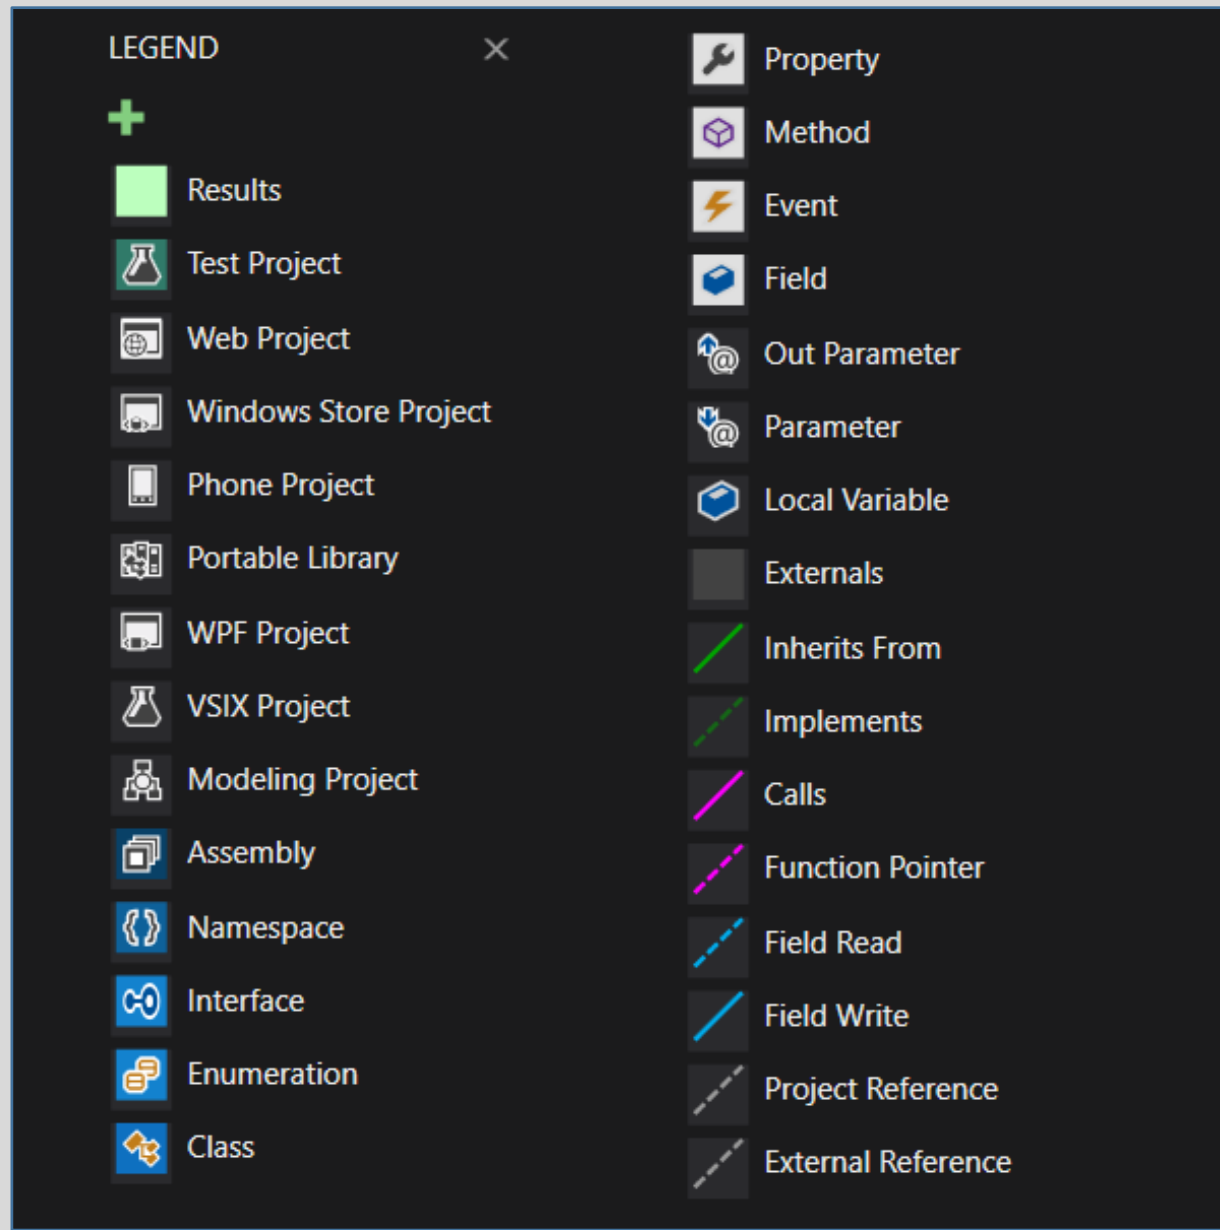 LEGEND
Results
Test Project
Web Project
Windows Store Project
Phone Project
Portable Library
WPF Project
VSIX Project
Modeling Project
Assembly
Namespace
Interface
Enumeration
Class
Property
Method
Event
Field
Out Parameter
Parameter
Local Variable
Externals
Inherits From
Implements
Calls
Function Pointer
Field Read
Field Write
Project Reference
External Reference